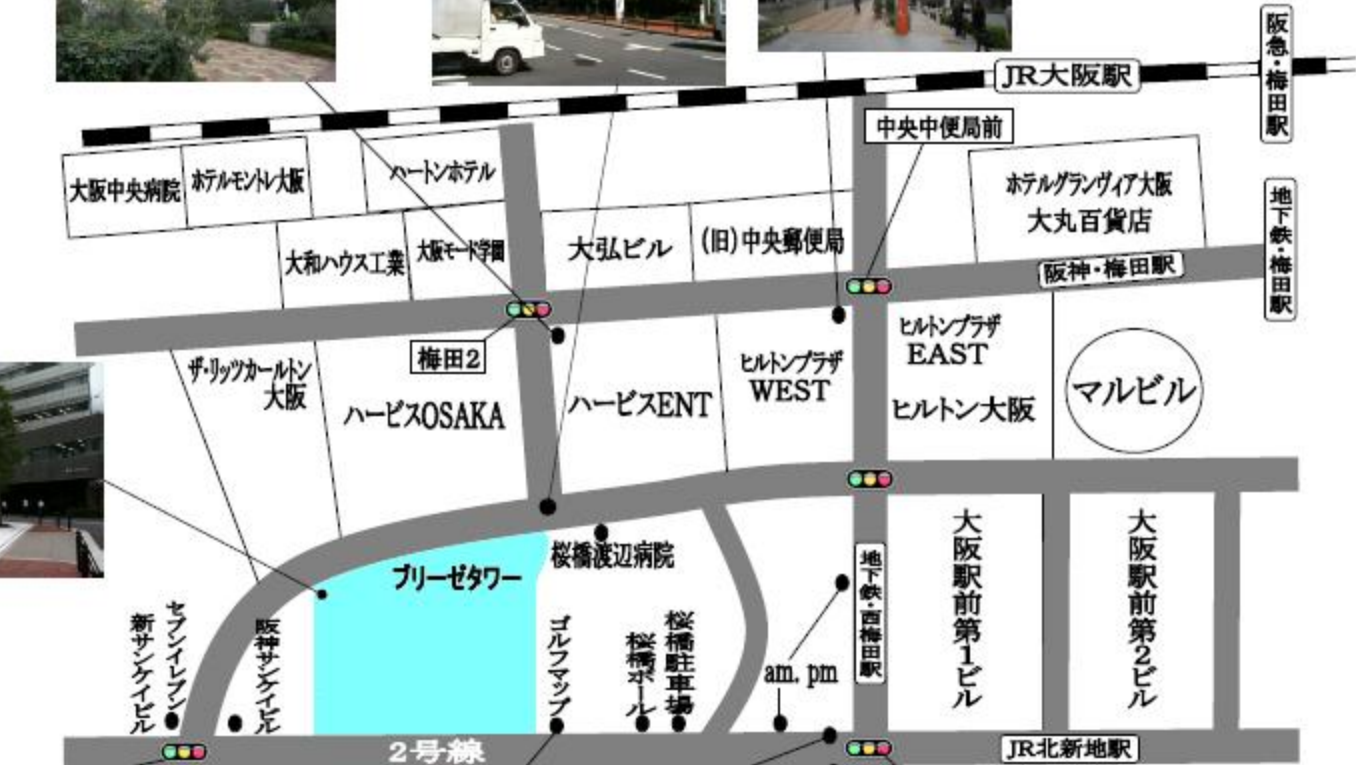 阪急・梅田駅
JR大阪駅
中央中便局前
大阪中央病院
ホテルモントレ大阪
ハートンホテル
ホテルグランヴィア大阪
大丸百貨店
地下鉄・梅田駅
大和ハウス工業
大阪モード学園
大弘ビル
(旧)中央郵便局
阪神・梅田駅
梅田2
ザ・リッツカールトン
大阪
ハービスOSAKA
ハービスENT
ヒルトンプラザ
WEST
ヒルトンプラザ
EAST
ヒルトン大阪
マルビル
ブリーゼタワー
桜橋渡辺病院
地下鉄・西梅田駅
大阪駅前第1ビル
大阪駅前第2ビル
新サンケイビル
セブンイレブン
阪神サンケイビル
ゴルフマップ
桜橋ボール
桜橋駐車場
am. pm
2号線
JR北新地駅